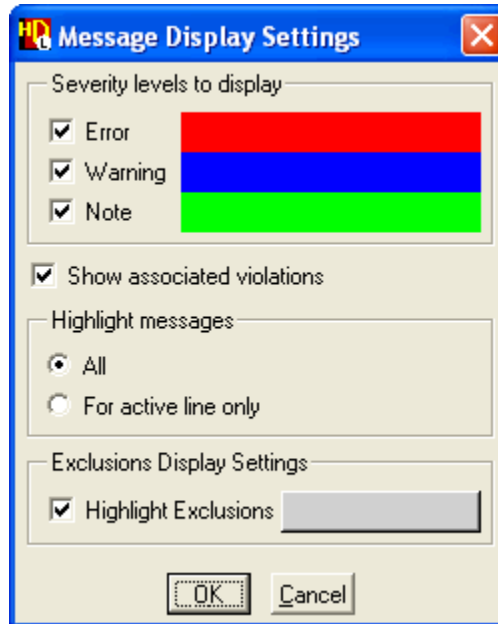 HD L Message Display Settings
Severity levels to display
Error
Warning
Note
Show associated violations
Highlight messages
All
For active line only
Exclusions Display Settings
Highlight Exclusions
OK Cancel